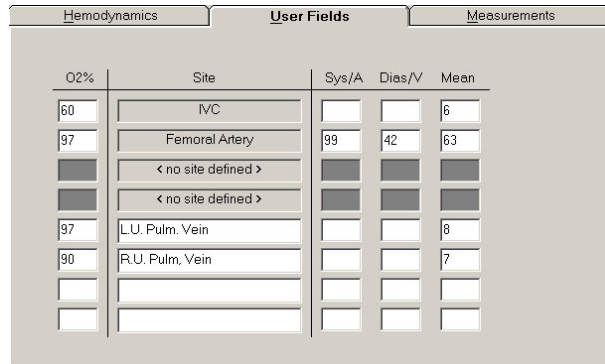 Hemodynamics User Fields Measurements
O2% Site Sys/A Dias/V Mean
60 IVC 6
97 Femoral Artery 99 42 63
< no site defined >
< no site defined >
97 L.U. Pulm. Vein 8
90 R.U. Pulm, Vein 7